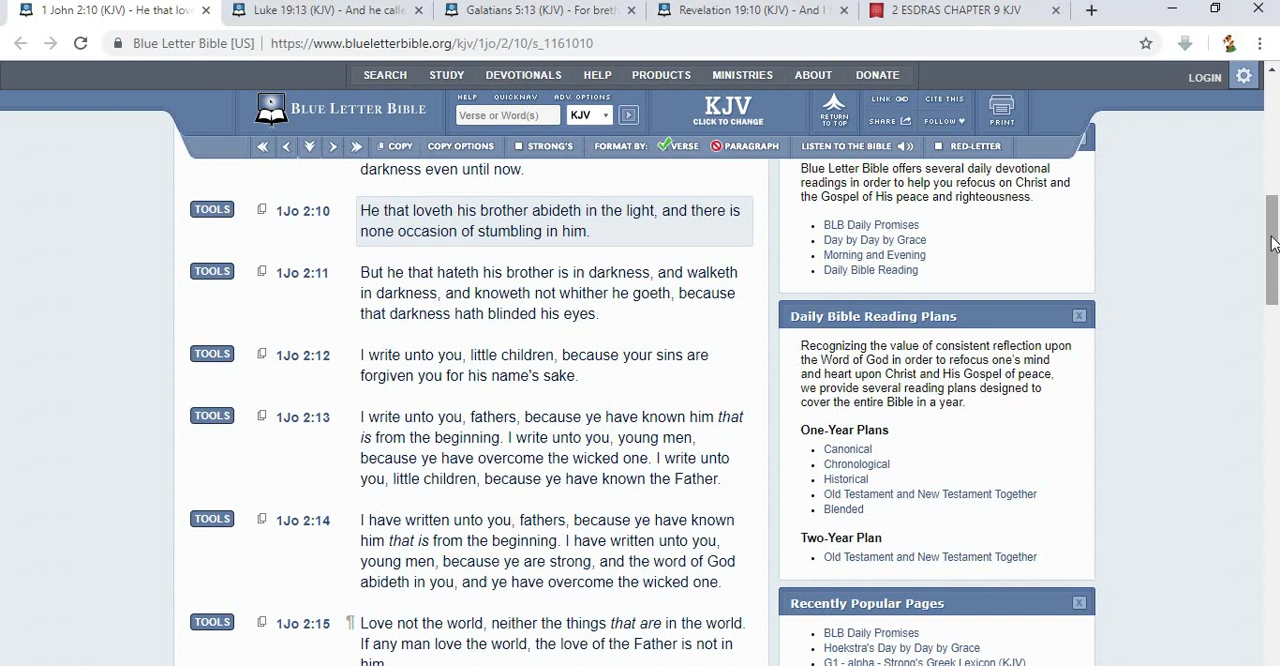 1 John 2:10 (KJV) - He that lov
Luke 19:13 (KJV) - And he calle
Galatians 5:13 (KJV) - For breth
Revelation 19:10 (KJV) - And I
2 ESDRAS CHAPTER 9 KJV
Blue Letter Bible [US] | https://www.blueletterbible.org/kjv/1jo/2/10/s_1161010
SEARCH STUDY DEVOTIONALS HELP PRODUCTS MINISTRIES ABOUT DONATE
LOGIN
BLUE LETTER BIBLE
HELP QUICKNAV ADV. OPTIONS
Verse or Word(s) KJV
KJV
CLICK TO CHANGE
RETURN
TO TOP
LINK CITE THIS
SHARE FOLLOW
PRINT
COPY COPY OPTIONS STRONG'S FORMAT BY: VERSE PARAGRAPH LISTEN TO THE BIBLE RED-LETTER
darkness even until now.
TOOLS 1Jo 2:10 He that loveth his brother abideth in the light, and there is
none occasion of stumbling in him.
TOOLS 1Jo 2:11 But he that hateth his brother is in darkness, and walketh
in darkness, and knoweth not whither he goeth, because
that darkness hath blinded his eyes.
TOOLS 1Jo 2:12 I write unto you, little children, because your sins are
forgiven you for his name's sake.
TOOLS 1Jo 2:13 I write unto you, fathers, because ye have known him that
is from the beginning. I write unto you, young men,
because ye have overcome the wicked one. I write unto
you, little children, because ye have known the Father.
TOOLS 1Jo 2:14 I have written unto you, fathers, because ye have known
him that is from the beginning. I have written unto you,
young men, because ye are strong, and the word of God
abideth in you, and ye have overcome the wicked one.
TOOLS 1Jo 2:15 ¶ Love not the world, neither the things that are in the world.
If any man love the world, the love of the Father is not in
him.
Blue Letter Bible offers several daily devotional
readings in order to help you refocus on Christ and
the Gospel of His peace and righteousness.
BLB Daily Promises
Day by Day by Grace
Morning and Evening
Daily Bible Reading
Daily Bible Reading Plans
Recognizing the value of consistent reflection upon
the Word of God in order to refocus one's mind
and heart upon Christ and His Gospel of peace,
we provide several reading plans designed to
cover the entire Bible in a year.
One-Year Plans
Canonical
Chronological
Historical
Old Testament and New Testament Together
Blended
Two-Year Plan
Old Testament and New Testament Together
Recently Popular Pages
BLB Daily Promises
Hoekstra's Day by Day by Grace
G1 - alpha - Strong's Greek Lexicon (KJV)